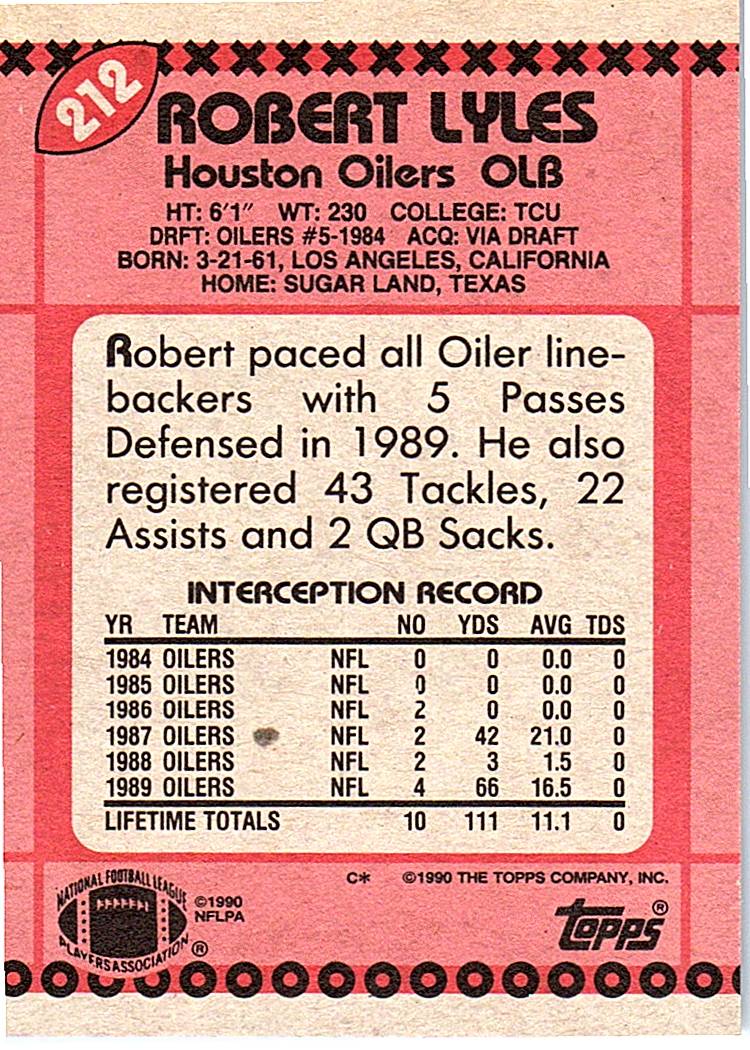 212
ROBERT LYLES
Houston Oilers OLB
HT: 6'1" WT: 230 COLLEGE: TCU
DRFT: OILERS #5-1984 ACQ: VIA DRAFT
BORN: 3-21-61, LOS ANGELES, CALIFORNIA
HOME: SUGAR LAND, TEXAS
Robert paced all Oiler line-
backers with 5 Passes
Defensed in 1989. He also
registered 43 Tackles, 22
Assists and 2 QB Sacks.
INTERCEPTION RECORD
YR TEAM NO YDS AVG TDS
1984 OILERS NFL 0 0 0.0 0
1985 OILERS NFL 0 0 0.0 0
1986 OILERS NFL 2 0 0.0 0
1987 OILERS NFL 2 42 21.0 0
1988 OILERS NFL 2 3 1.5 0
1989 OILERS NFL 4 66 16.5 0
LIFETIME TOTALS 10 111 11.1 0
C* ©1990 THE TOPPS COMPANY, INC.
NATIONAL FOOTBALL LEAGUE
PLAYERS ASSOCIATION ®
©1990
NFLPA
topps®